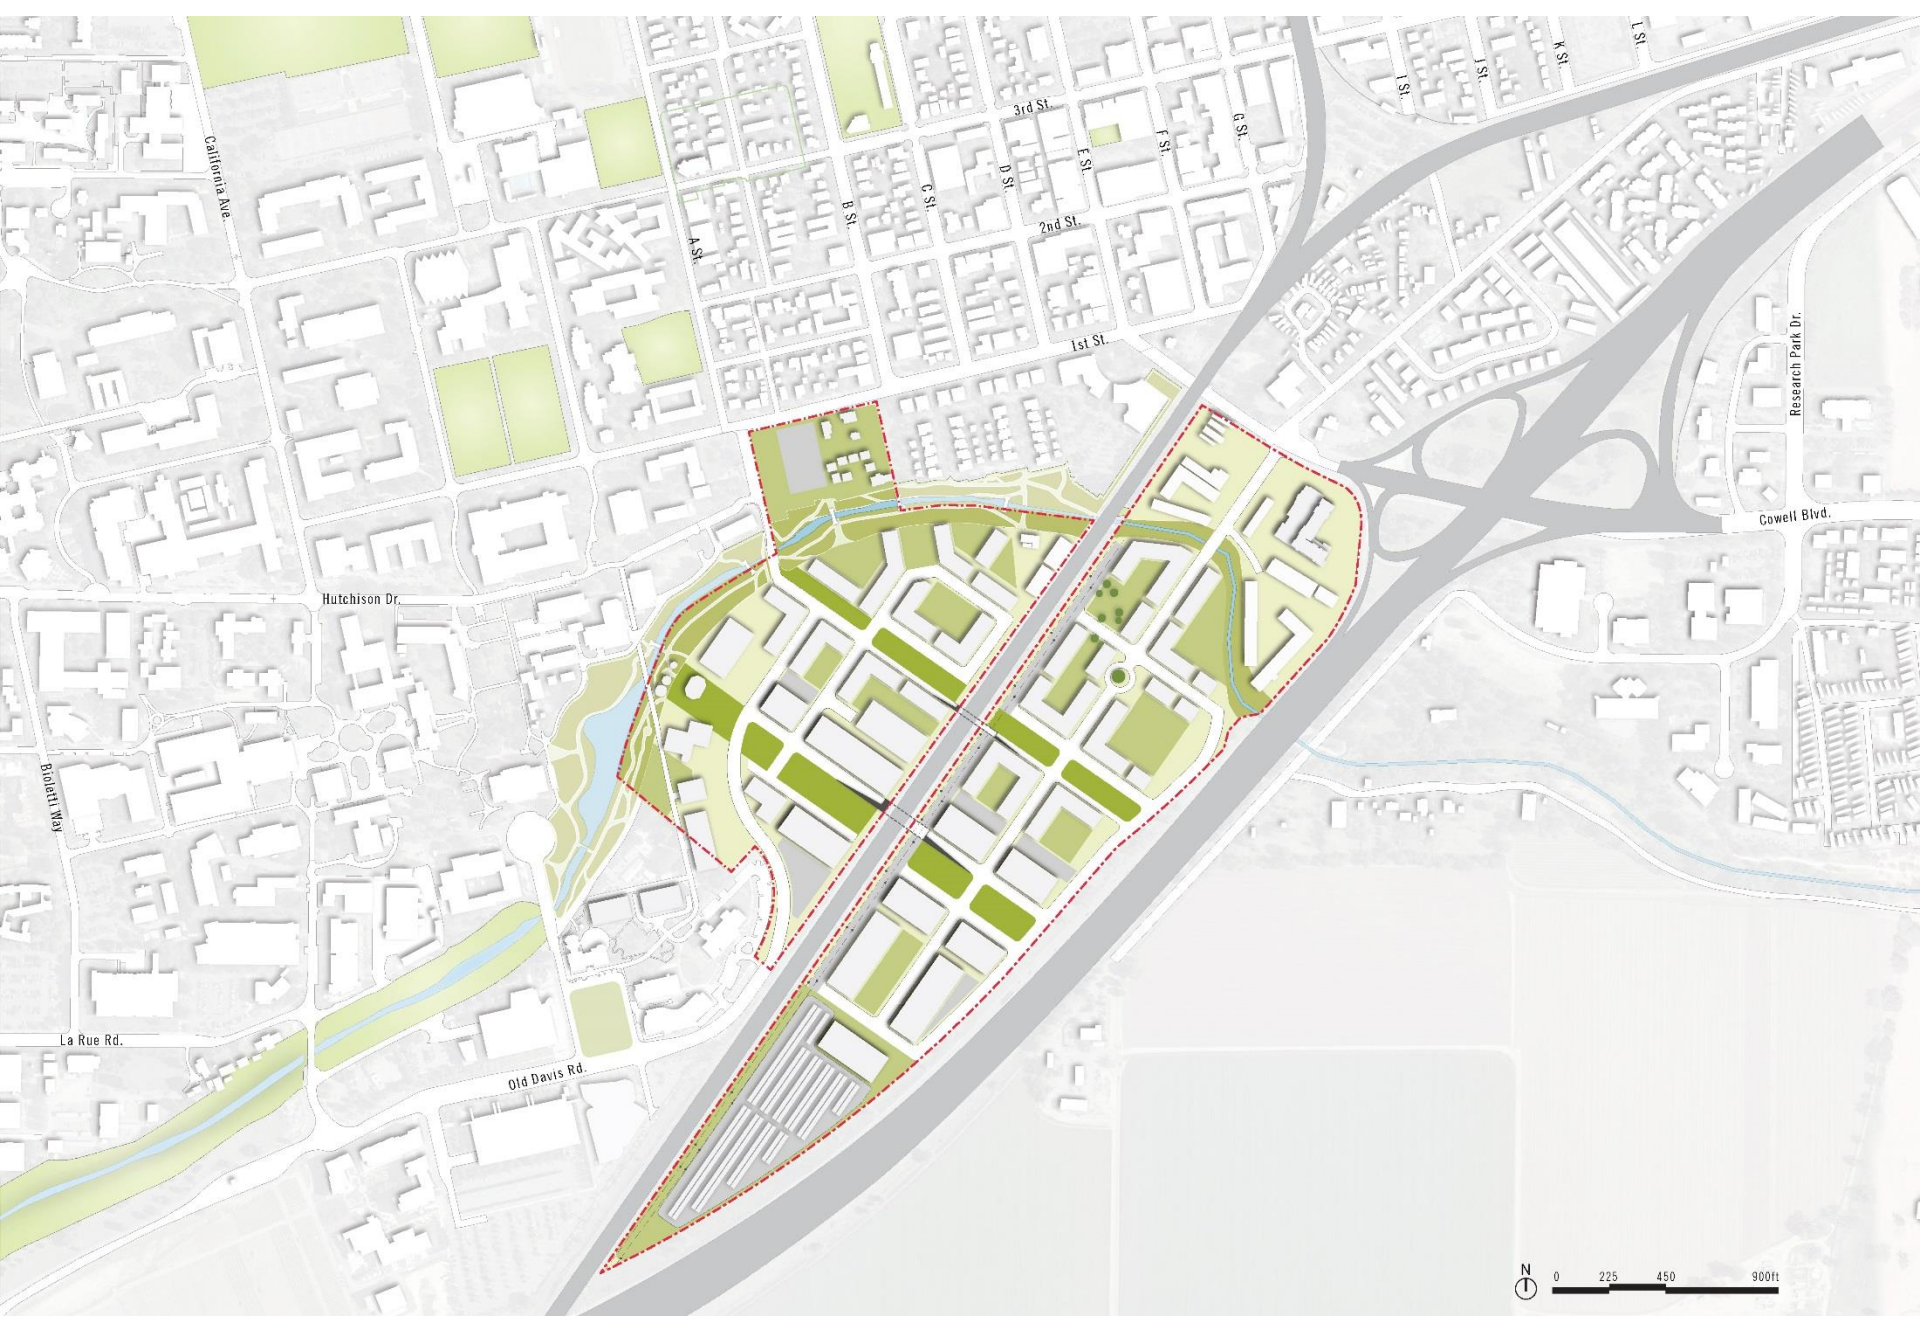 L St.
K St.
J St.
I St.
3rd St.
G St.
F St.
E St.
D St.
C St.
B St.
A St.
California Ave.
2nd St.
1st St.
Research Park Dr.
Cowell Blvd.
Hutchison Dr.
Bioletti Way
La Rue Rd.
Old Davis Rd.
N
0 225 450 900ft